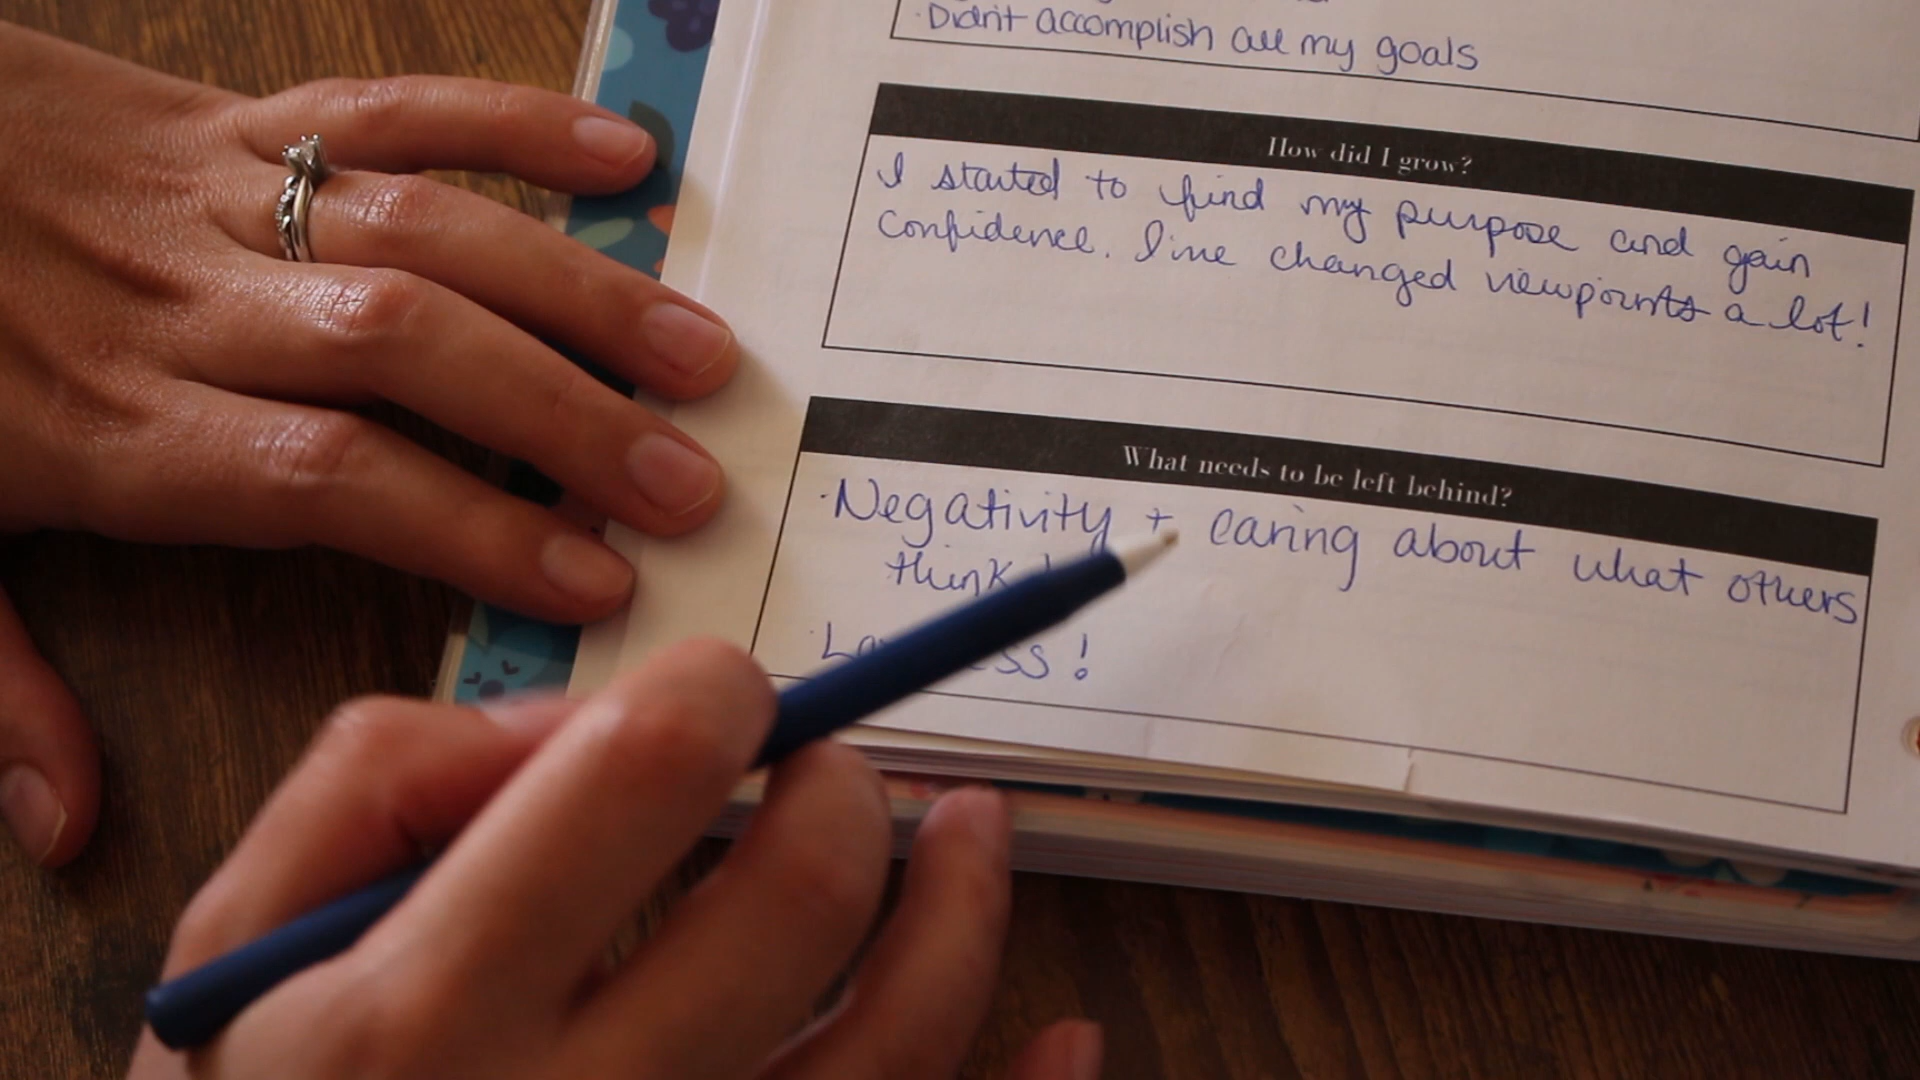 · Didn't accomplish all my goals
How did I grow?
I started to find my purpose and gain
confidence. I've changed viewpoints a lot!
What needs to be left behind?
· Negativity + caring about what others
think
!